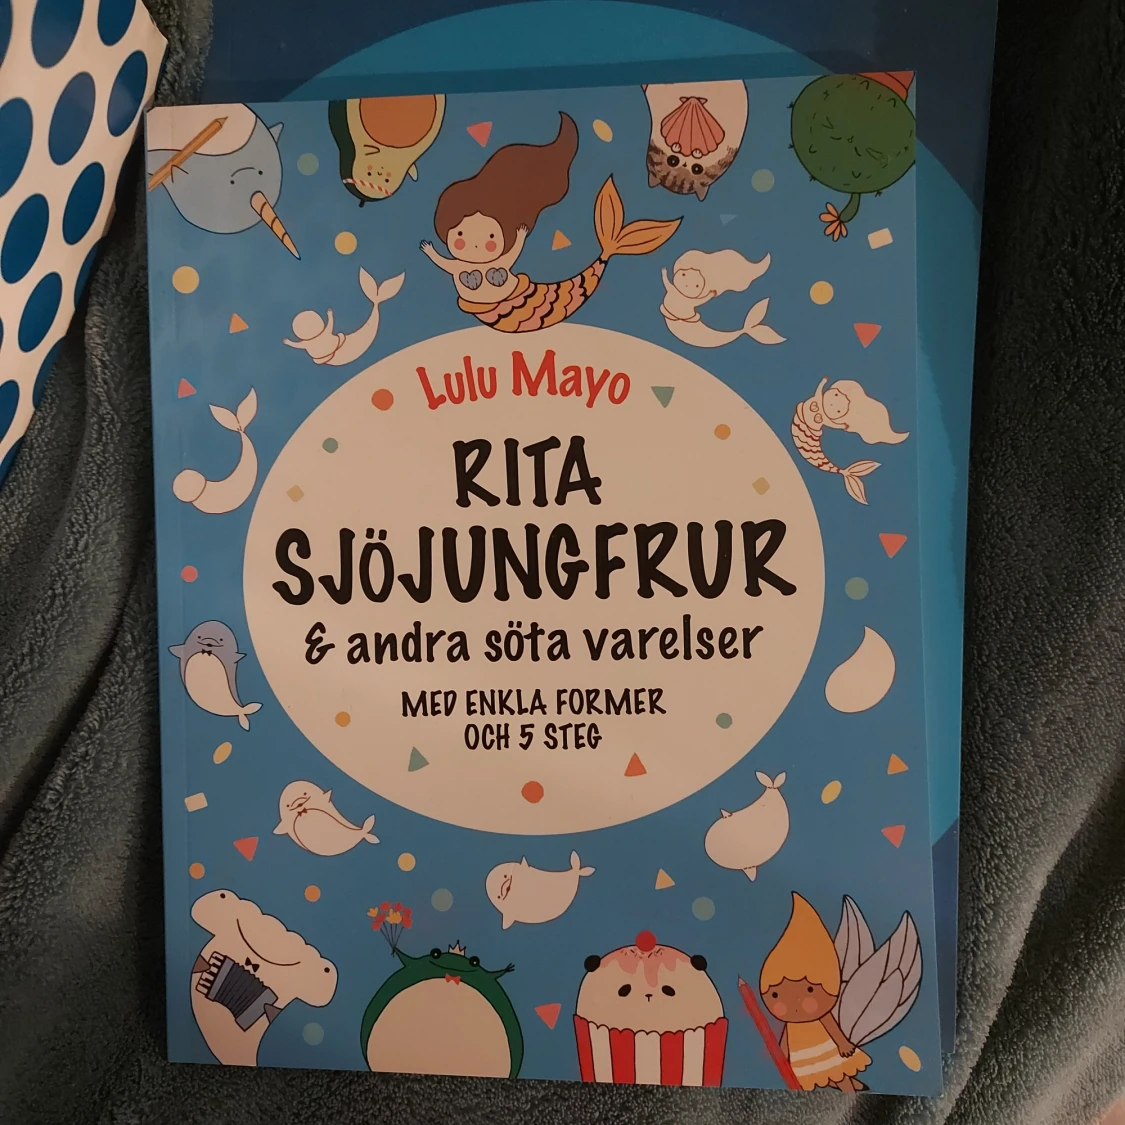 Lulu Mayo
RITA
SJÖJUNGFRUR
& andra söta varelser
MED ENKLA FORMER
OCH 5 STEG